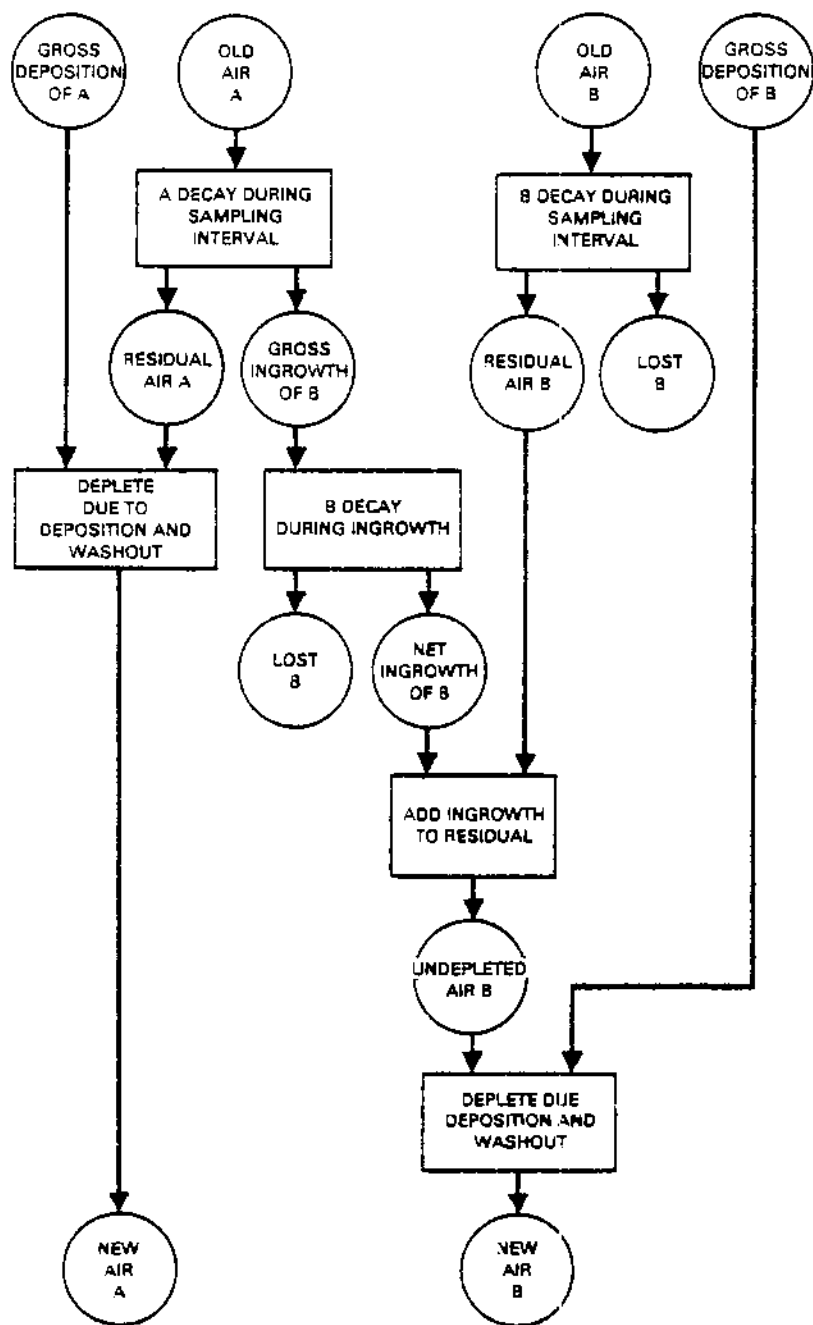 GROSS
DEPOSITION
OF A
OLD
AIR
A
OLD
AIR
B
GROSS
DEPOSITION
OF B
A DECAY DURING
SAMPLING
INTERVAL
B DECAY DURING
SAMPLING
INTERVAL
RESIDUAL
AIR A
GROSS
INGROWTH
OF B
RESIDUAL
AIR B
LOST
B
DEPLETE
DUE TO
DEPOSITION AND
WASHOUT
B DECAY
DURING INGROWTH
LOST
B
NET
INGROWTH
OF B
ADD INGROWTH
TO RESIDUAL
UNDEPLETED
AIR B
DEPLETE DUE
DEPOSITION AND
WASHOUT
NEW
AIR
A
NEW
AIR
B